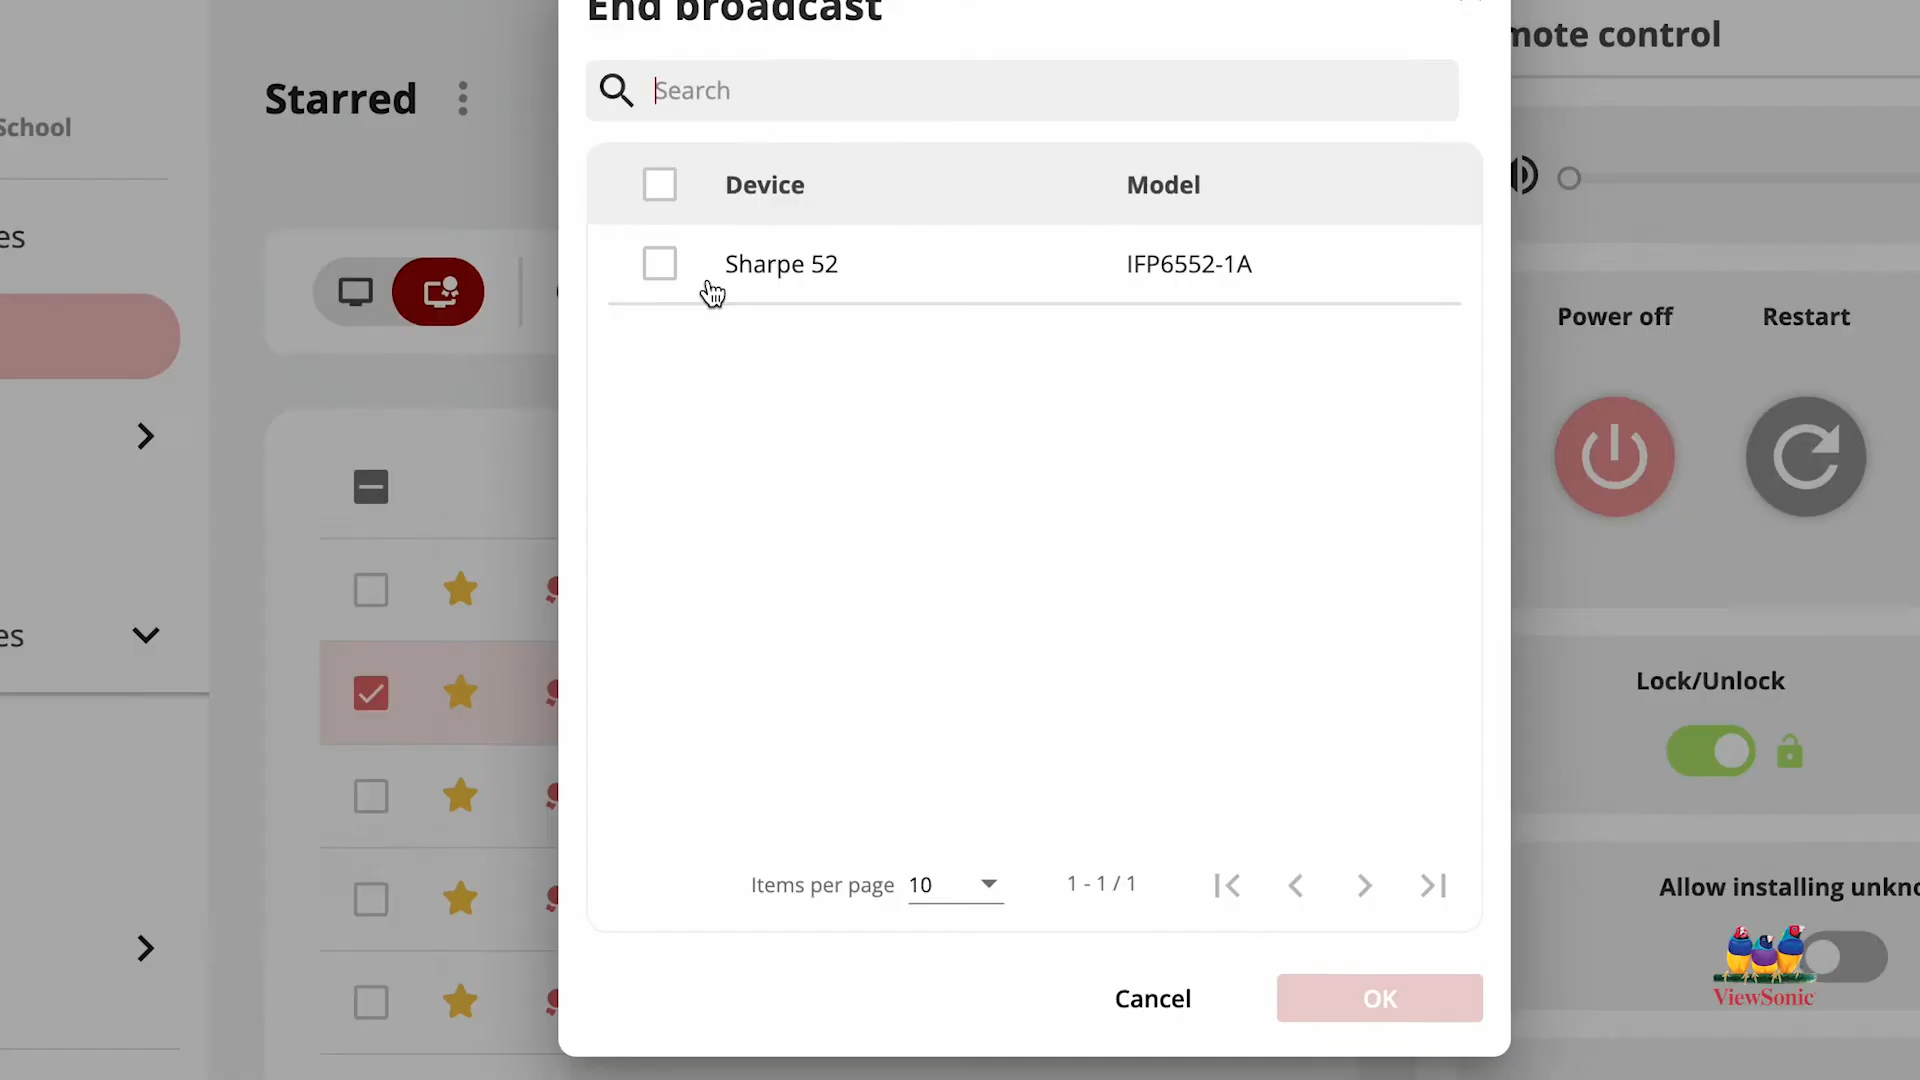 End broadcast
mote control
Starred
School
Search
Device
Model
es
Sharpe 52
IFP6552-1A
Power off
Restart
es
Lock/Unlock
Items per page
10
1 - 1 / 1
Allow installing unkno
Cancel
OK
ViewSonic